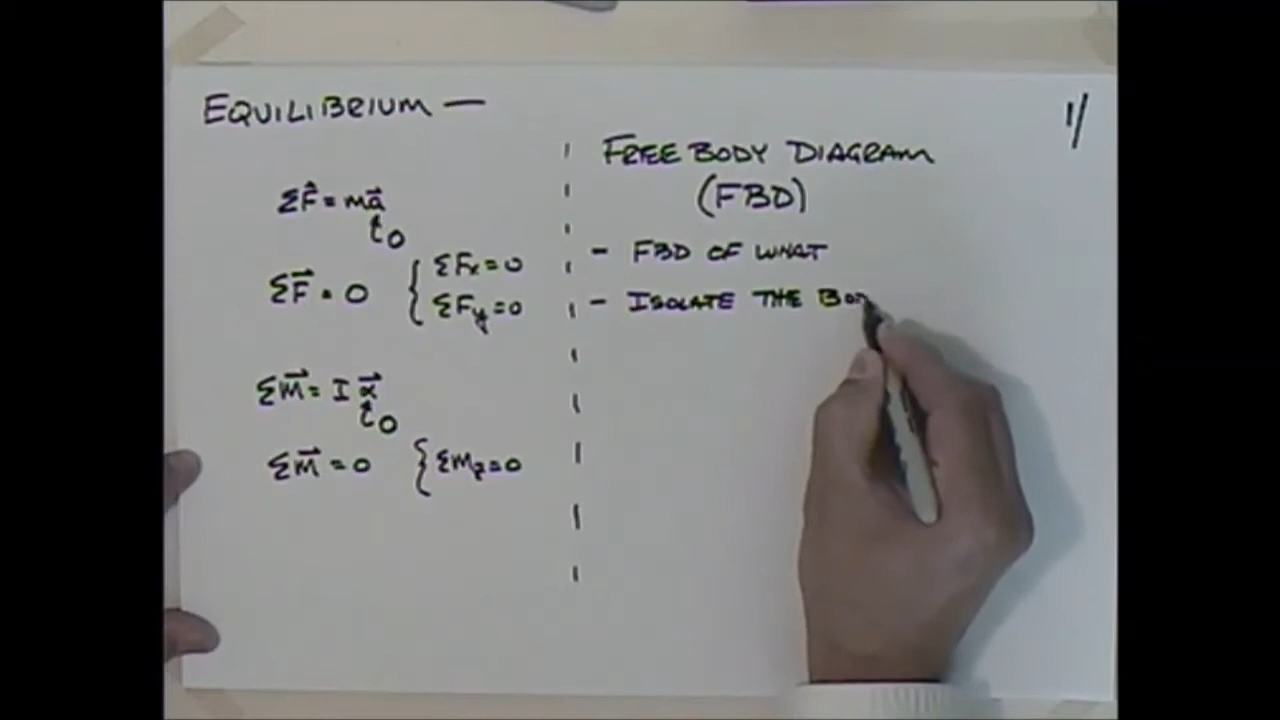 EQUILIBRIUM —
1/
ΣF⃗ = ma⃗
0
ΣF⃗ = 0 { ΣFx = 0
ΣFy = 0
ΣM⃗ = I α⃗
0
ΣM⃗ = 0 { ΣMz = 0
FREE BODY DIAGRAM
(FBD)
- FBD OF WHAT
- ISOLATE THE BOD